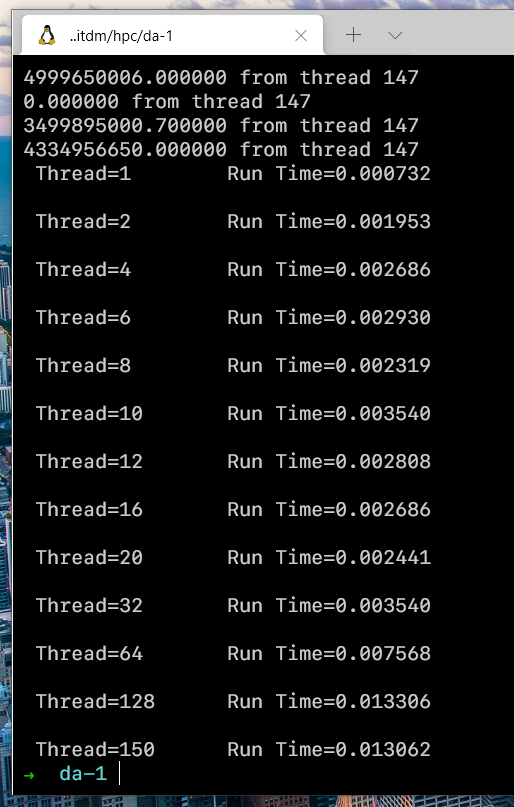 ..itdm/hpc/da-1
4999650006.000000 from thread 147
0.000000 from thread 147
3499895000.700000 from thread 147
4334956650.000000 from thread 147
Thread=1 Run Time=0.000732
Thread=2 Run Time=0.001953
Thread=4 Run Time=0.002686
Thread=6 Run Time=0.002930
Thread=8 Run Time=0.002319
Thread=10 Run Time=0.003540
Thread=12 Run Time=0.002808
Thread=16 Run Time=0.002686
Thread=20 Run Time=0.002441
Thread=32 Run Time=0.003540
Thread=64 Run Time=0.007568
Thread=128 Run Time=0.013306
Thread=150 Run Time=0.013062
→ da-1